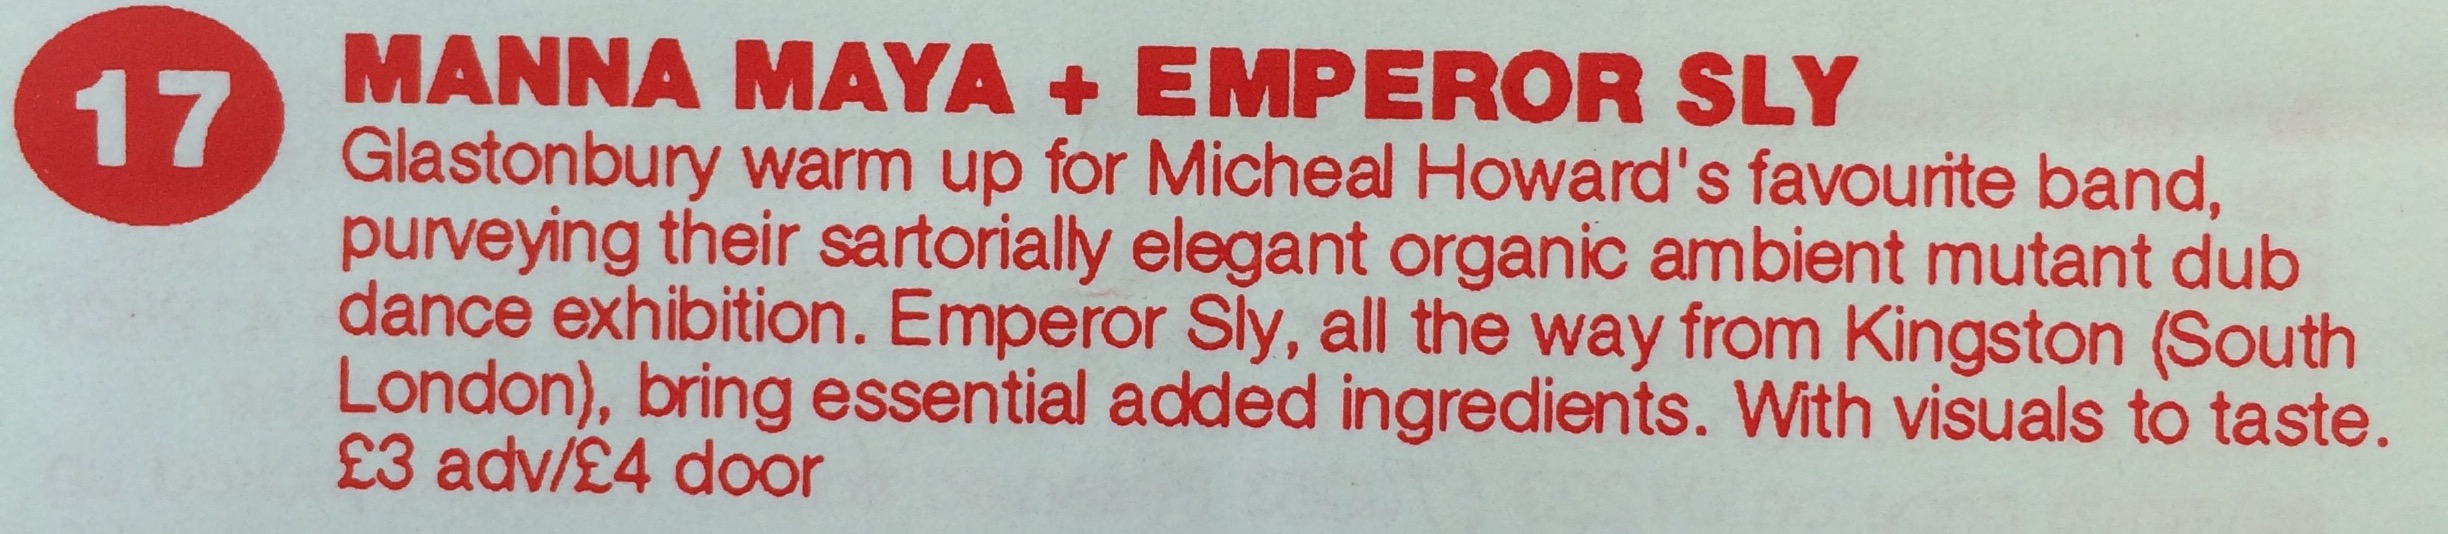 17
MANNA MAYA + EMPEROR SLY
Glastonbury warm up for Micheal Howard's favourite band,
purveying their sartorially elegant organic ambient mutant dub
dance exhibition. Emperor Sly, all the way from Kingston (South
London), bring essential added ingredients. With visuals to taste.
£3 adv/£4 door